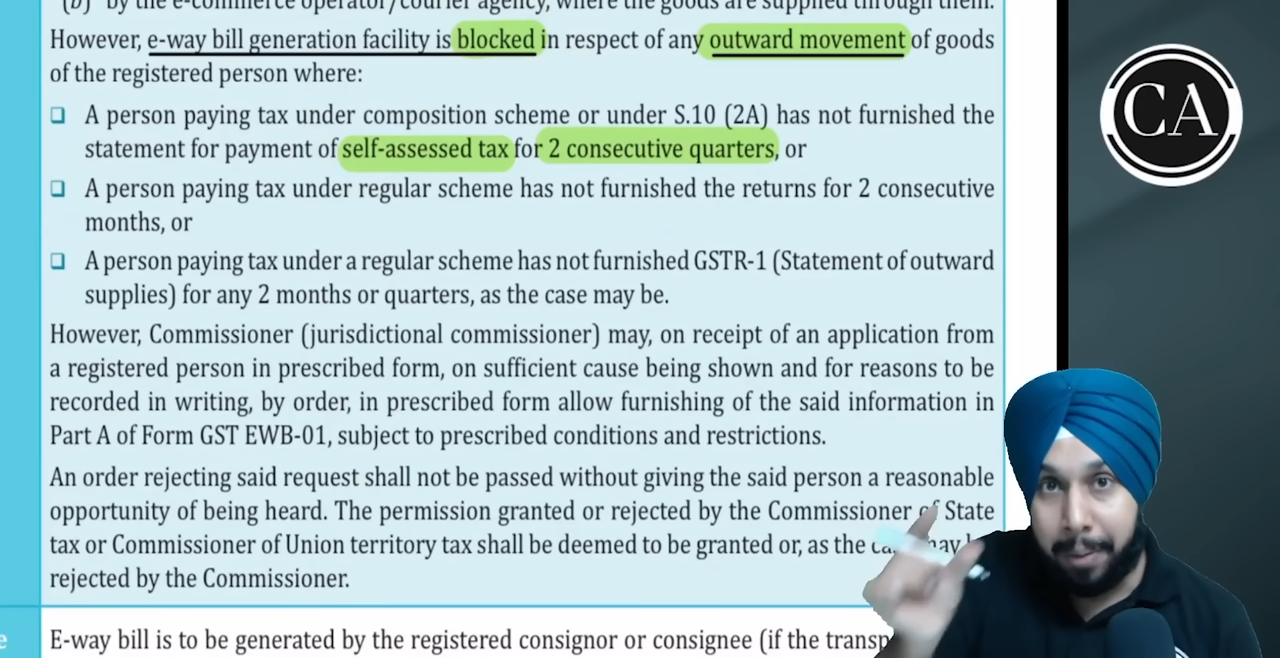 (b) by the e-commerce operator/courier agency, where the goods are supplied through them.
However, e-way bill generation facility is blocked in respect of any outward movement of goods
of the registered person where:
❑ A person paying tax under composition scheme or under S.10 (2A) has not furnished the
statement for payment of self-assessed tax for 2 consecutive quarters, or
❑ A person paying tax under regular scheme has not furnished the returns for 2 consecutive
months, or
❑ A person paying tax under a regular scheme has not furnished GSTR-1 (Statement of outward
supplies) for any 2 months or quarters, as the case may be.
However, Commissioner (jurisdictional commissioner) may, on receipt of an application from
a registered person in prescribed form, on sufficient cause being shown and for reasons to be
recorded in writing, by order, in prescribed form allow furnishing of the said information in
Part A of Form GST EWB-01, subject to prescribed conditions and restrictions.
An order rejecting said request shall not be passed without giving the said person a reasonable
opportunity of being heard. The permission granted or rejected by the Commissioner of State
tax or Commissioner of Union territory tax shall be deemed to be granted or, as the may
rejected by the Commissioner.
E-way bill is to be generated by the registered consignor or consignee (if the
CA